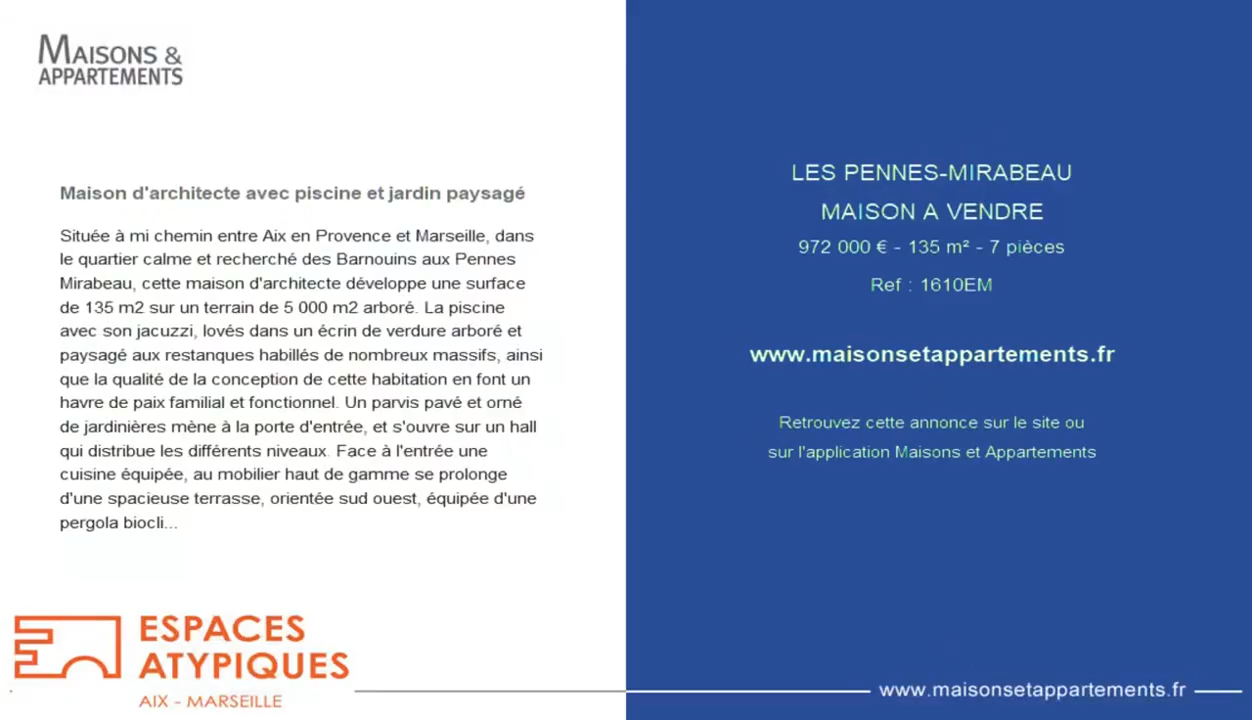 MAISONS &
APPARTEMENTS
Maison d'architecte avec piscine et jardin paysagé
Située à mi chemin entre Aix en Provence et Marseille, dans
le quartier calme et recherché des Barnouins aux Pennes
Mirabeau, cette maison d'architecte développe une surface
de 135 m2 sur un terrain de 5 000 m2 arboré. La piscine
avec son jacuzzi, lovés dans un écrin de verdure arboré et
paysagé aux restanques habillés de nombreux massifs, ainsi
que la qualité de la conception de cette habitation en font un
havre de paix familial et fonctionnel. Un parvis pavé et orné
de jardinières mène à la porte d'entrée, et s'ouvre sur un hall
qui distribue les différents niveaux. Face à l'entrée une
cuisine équipée, au mobilier haut de gamme se prolonge
d'une spacieuse terrasse, orientée sud ouest, équipée d'une
pergola biocli...
ESPACES
ATYPIQUES
AIX - MARSEILLE
LES PENNES-MIRABEAU
MAISON A VENDRE
972 000 € - 135 m² - 7 pièces
Ref : 1610EM
www.maisonsetappartements.fr
Retrouvez cette annonce sur le site ou
sur l'application Maisons et Appartements
www.maisonsetappartements.fr